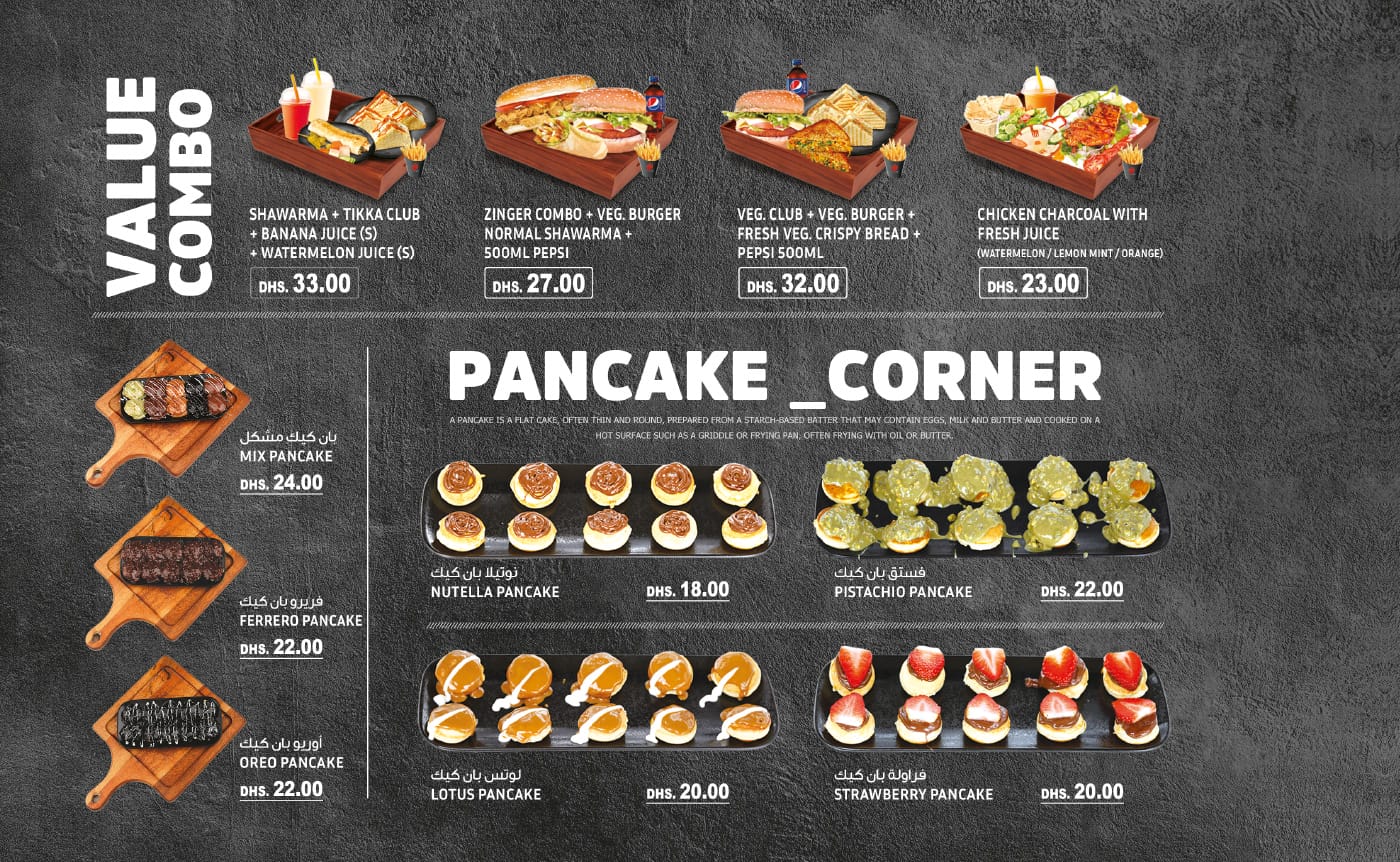 VALUE
COMBO
SHAWARMA + TIKKA CLUB
+ BANANA JUICE (S)
+ WATERMELON JUICE (S)
DHS. 33.00
ZINGER COMBO + VEG. BURGER
NORMAL SHAWARMA +
500ML PEPSI
DHS. 27.00
VEG. CLUB + VEG. BURGER +
FRESH VEG. CRISPY BREAD +
PEPSI 500ML
DHS. 32.00
CHICKEN CHARCOAL WITH
FRESH JUICE
(WATERMELON / LEMON MINT / ORANGE)
DHS. 23.00
بان كيك مشكل
MIX PANCAKE
DHS. 24.00
فريرو بان كيك
FERRERO PANCAKE
DHS. 22.00
أوريو بان كيك
OREO PANCAKE
DHS. 22.00
PANCAKE _CORNER
A PANCAKE IS A FLAT CAKE, OFTEN THIN AND ROUND, PREPARED FROM A STARCH-BASED BATTER THAT MAY CONTAIN EGGS, MILK AND BUTTER AND COOKED ON A
HOT SURFACE SUCH AS A GRIDDLE OR FRYING PAN, OFTEN FRYING WITH OIL OR BUTTER.
نوتيلا بان كيك
NUTELLA PANCAKE
DHS. 18.00
فستق بان كيك
PISTACHIO PANCAKE
DHS. 22.00
لوتس بان كيك
LOTUS PANCAKE
DHS. 20.00
فراولة بان كيك
STRAWBERRY PANCAKE
DHS. 20.00